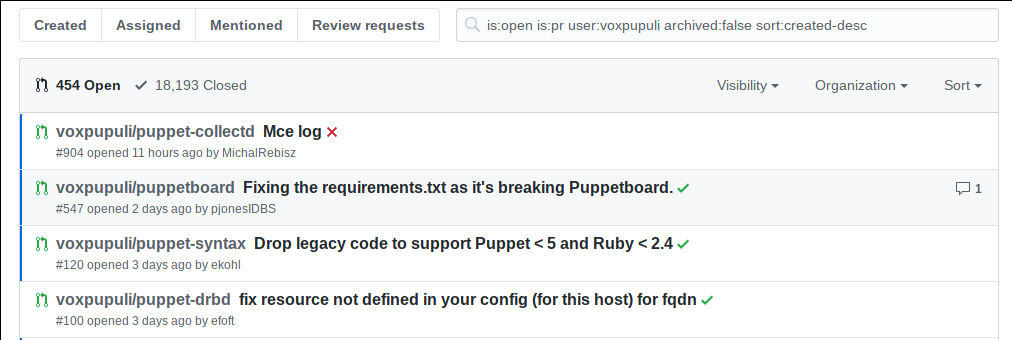 Created Assigned Mentioned Review requests is:open is:pr user:voxpupuli archived:false sort:created-desc
454 Open 18,193 Closed Visibility Organization Sort
voxpupuli/puppet-collectd Mce log
#904 opened 11 hours ago by MichalRebisz
voxpupuli/puppetboard Fixing the requirements.txt as it's breaking Puppetboard. 1
#547 opened 2 days ago by pjonesIDBS
voxpupuli/puppet-syntax Drop legacy code to support Puppet < 5 and Ruby < 2.4
#120 opened 3 days ago by ekohl
voxpupuli/puppet-drbd fix resource not defined in your config (for this host) for fqdn
#100 opened 3 days ago by efoft